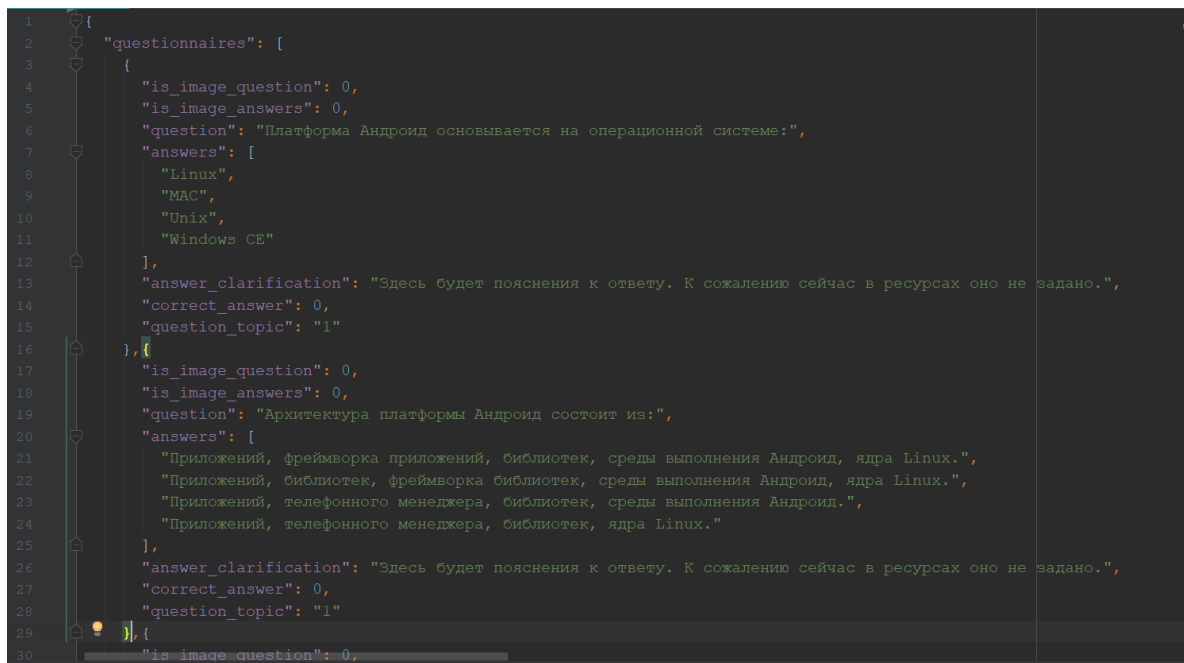 1 {
2 "questionnaires": [
3 {
4 "is_image_question": 0,
5 "is_image_answers": 0,
6 "question": "Платформа Андроид основывается на операционной системе:",
7 "answers": [
8 "Linux",
9 "MAC",
10 "Unix",
11 "Windows CE"
12 ],
13 "answer_clarification": "Здесь будет пояснения к ответу. К сожалению сейчас в ресурсах оно не задано.",
14 "correct_answer": 0,
15 "question_topic": "1"
16 },{
17 "is_image_question": 0,
18 "is_image_answers": 0,
19 "question": "Архитектура платформы Андроид состоит из:",
20 "answers": [
21 "Приложений, фреймворка приложений, библиотек, среды выполнения Андроид, ядра Linux.",
22 "Приложений, библиотек, фреймворка библиотек, среды выполнения Андроид, ядра Linux.",
23 "Приложений, телефонного менеджера, библиотек, среды выполнения Андроид.",
24 "Приложений, телефонного менеджера, библиотек, ядра Linux."
25 ],
26 "answer_clarification": "Здесь будет пояснения к ответу. К сожалению сейчас в ресурсах оно не задано.",
27 "correct_answer": 0,
28 "question_topic": "1"
29 },{
30 "is_image_question": 0,